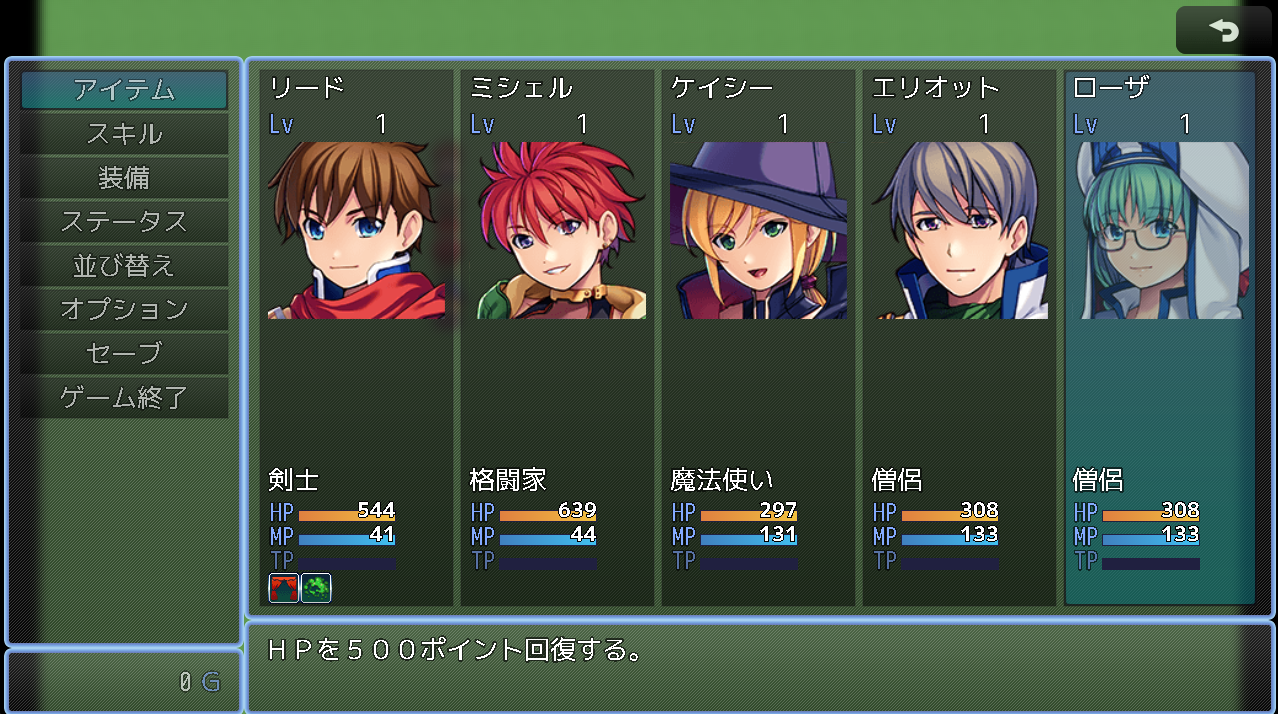 アイテム
スキル
装備
ステータス
並び替え
オプション
セーブ
ゲーム終了
0 G
リード
Lv 1
剣士
HP 544
MP 41
TP
ミシェル
Lv 1
格闘家
HP 639
MP 44
TP
ケイシー
Lv 1
魔法使い
HP 297
MP 131
TP
エリオット
Lv 1
僧侶
HP 308
MP 133
TP
ローザ
Lv 1
僧侶
HP 308
MP 133
TP
ＨＰを５００ポイント回復する。